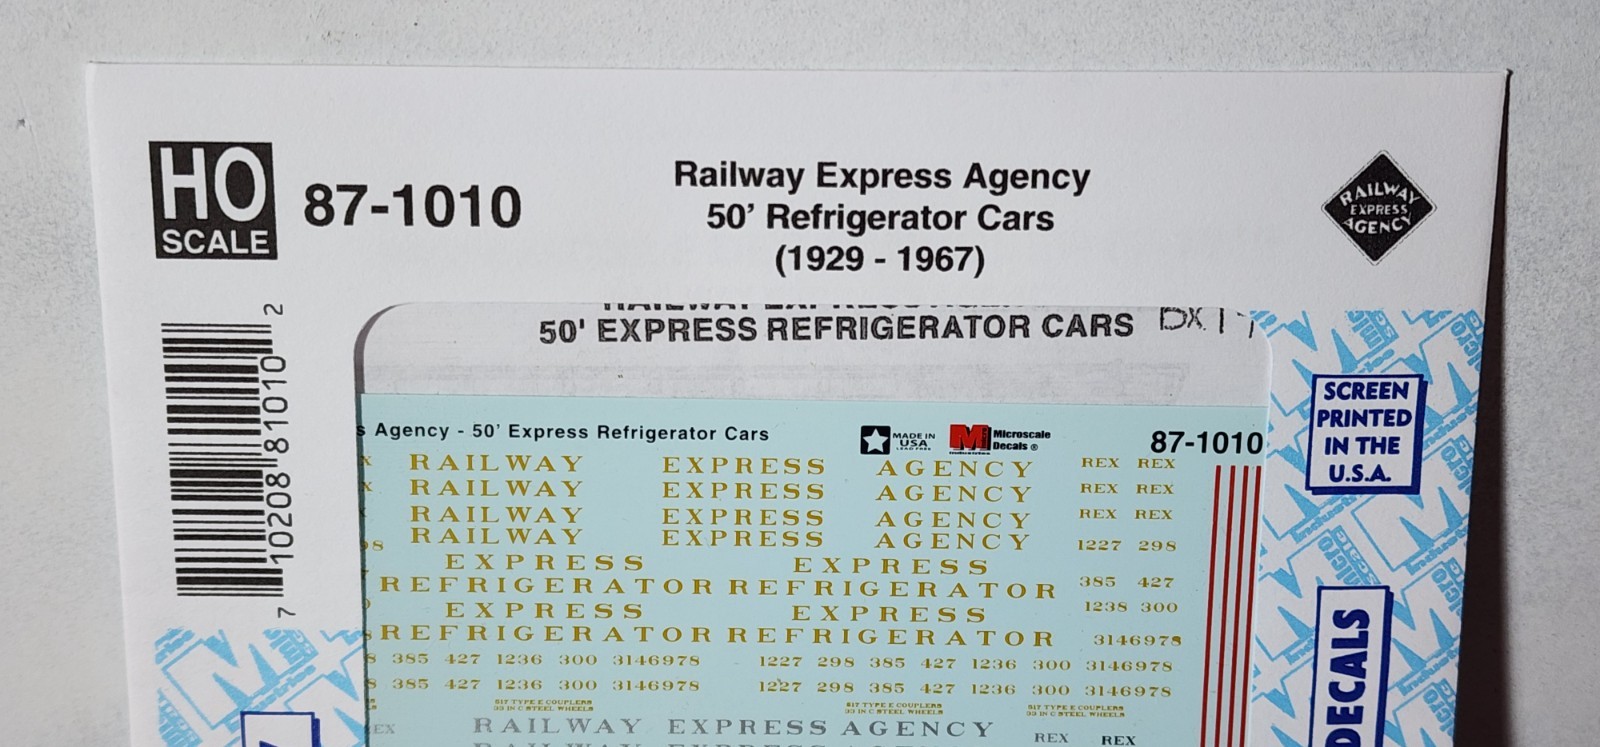 HO
SCALE
87-1010
Railway Express Agency
50’ Refrigerator Cars
(1929 - 1967)
RAILWAY
EXPRESS
AGENCY
7 10208 81010 2
50' EXPRESS REFRIGERATOR CARS
Agency - 50’ Express Refrigerator Cars
MADE IN
USA
LEAD FREE
Microscale
Decals ®
87-1010
RAILWAY EXPRESS AGENCY REX REX
RAILWAY EXPRESS AGENCY REX REX
RAILWAY EXPRESS AGENCY REX REX
RAILWAY EXPRESS AGENCY 1227 298
EXPRESS EXPRESS
REFRIGERATOR REFRIGERATOR 385 427
EXPRESS EXPRESS 1238 300
REFRIGERATOR REFRIGERATOR 3146978
385 427 1236 300 3146978 1227 298 385 427 1236 300 3146978
385 427 1236 300 3146978 1227 298 385 427 1236 300 3146978
RAILWAY EXPRESS AGENCY REX REX
SCREEN
PRINTED
IN THE
U.S.A.
DECALS